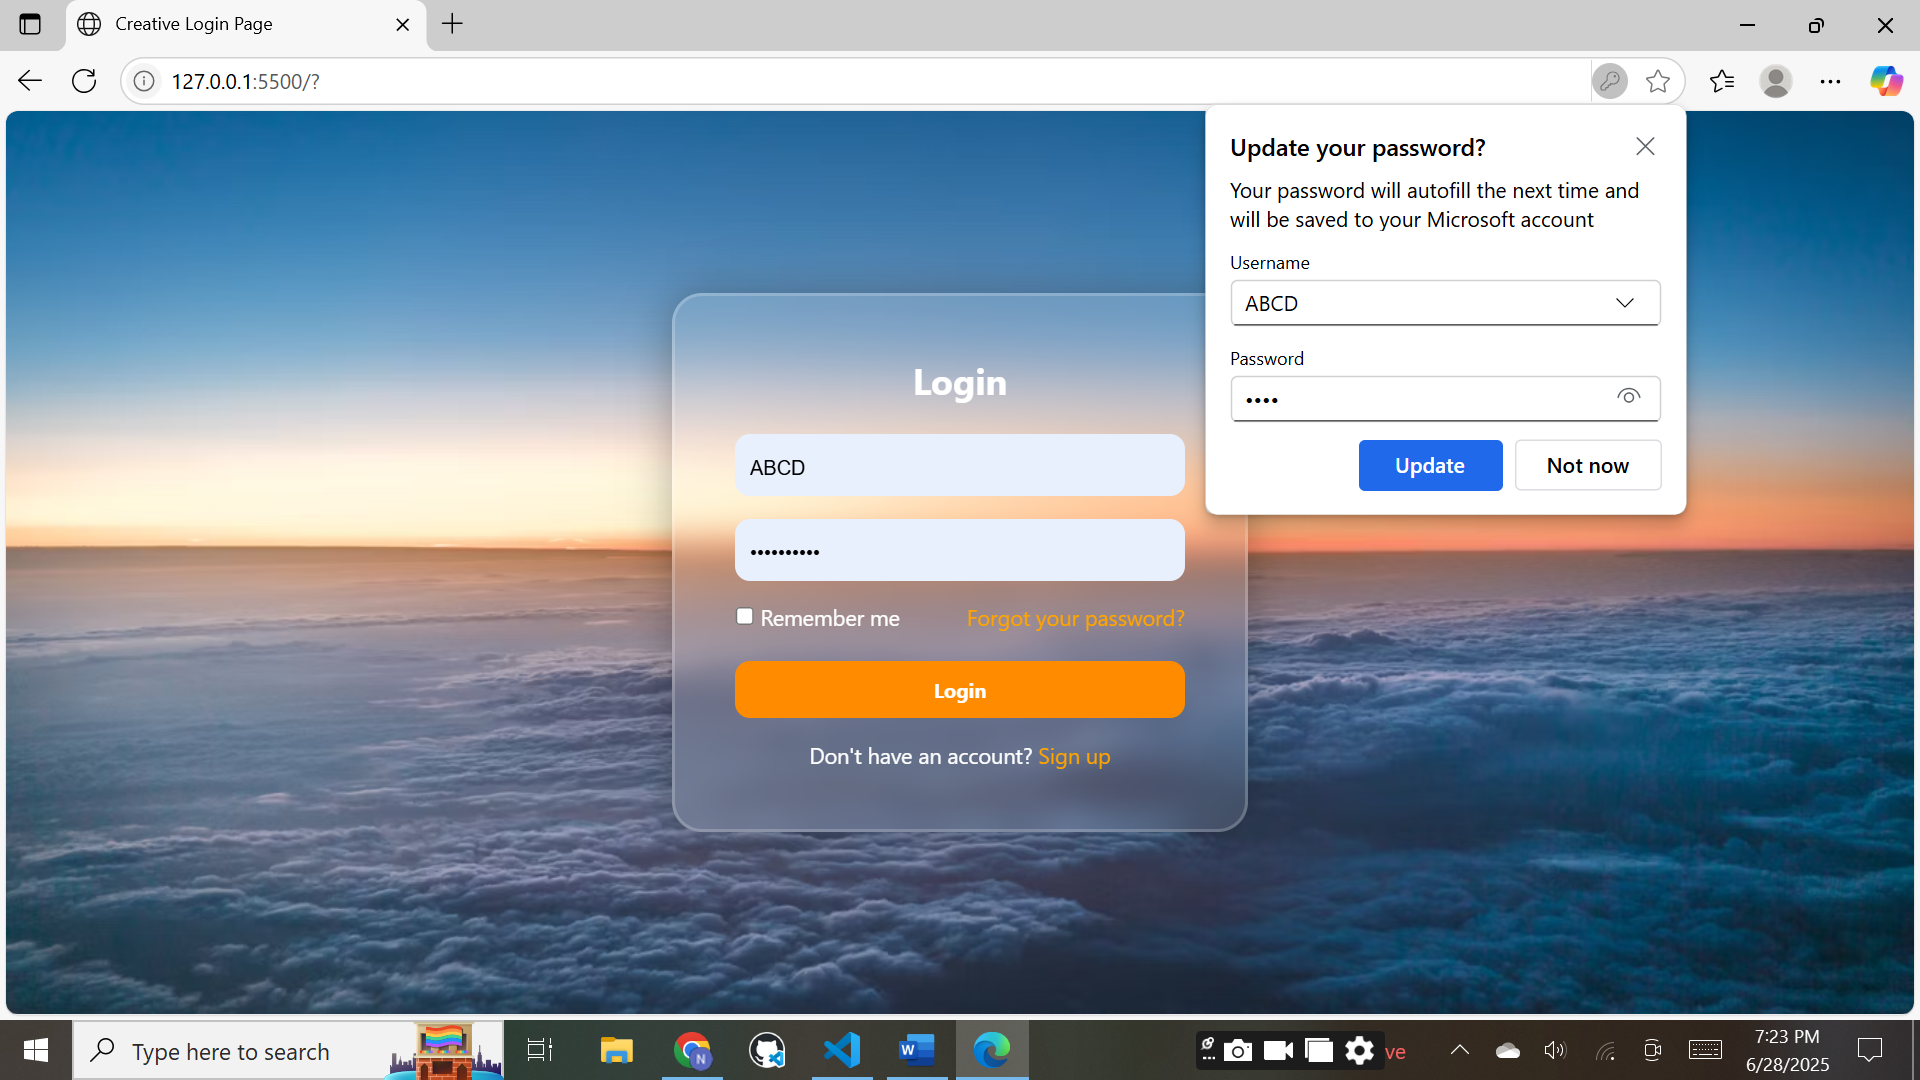 Creative Login Page
127.0.0.1:5500/?
Update your password?
Your password will autofill the next time and
will be saved to your Microsoft account
Username
ABCD
Password
••••
Update Not now
Login
ABCD
••••••••••
Remember me Forgot your password?
Login
Don't have an account? Sign up
Type here to search
N
W
ve
7:23 PM
6/28/2025